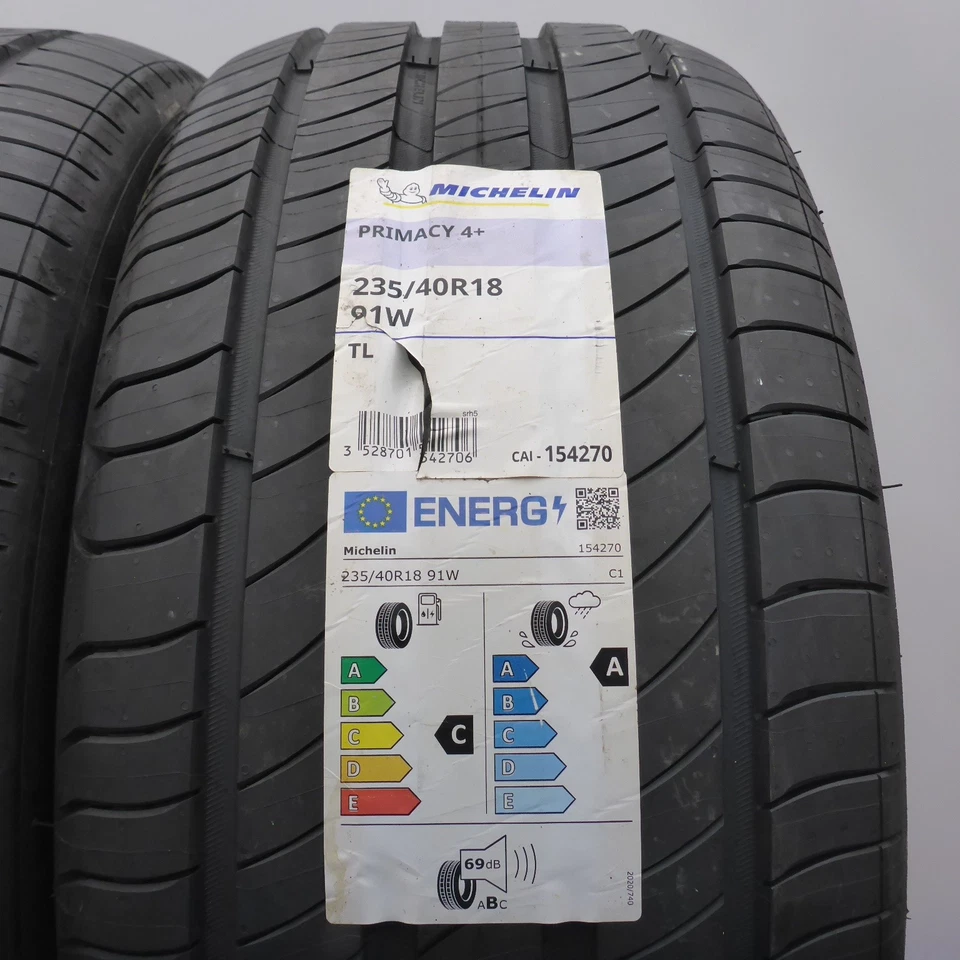 MICHELIN
PRIMACY 4+
235/40R18
91W
TL
srh5
3 528701 542706
CAI - 154270
ENERG
Michelin 154270
235/40R18 91W C1
A A
B B
C C C
D D
E E
A
69dB
ABC
2020/740